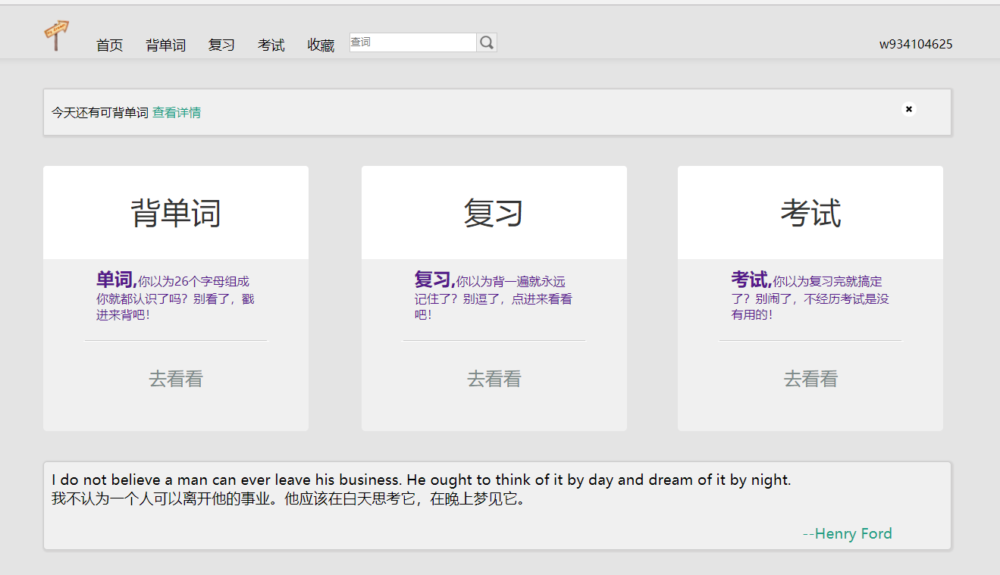 首页 背单词 复习 考试 收藏 查词 w934104625
今天还有可背单词 查看详情
背单词
单词,你以为26个字母组成
你就都认识了吗？别看了，戳
进来背吧！
去看看
复习
复习,你以为背一遍就永远
记住了？别逗了，点进来看看
吧！
去看看
考试
考试,你以为复习完就搞定
了？别闹了，不经历考试是没
有用的！
去看看
I do not believe a man can ever leave his business. He ought to think of it by day and dream of it by night.
我不认为一个人可以离开他的事业。他应该在白天思考它，在晚上梦见它。
--Henry Ford